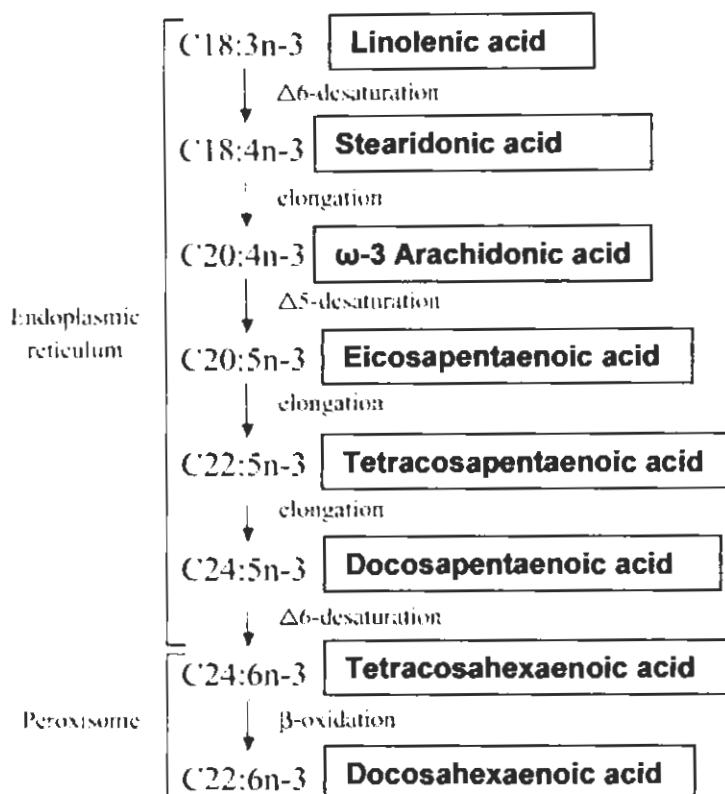 C18:3n-3 Linolenic acid
Δ6-desaturation
C18:4n-3 Stearidonic acid
elongation
C20:4n-3 ω-3 Arachidonic acid
Δ5-desaturation
Endoplasmic
reticulum
C20:5n-3 Eicosapentaenoic acid
elongation
C22:5n-3 Tetracosapentaenoic acid
elongation
C24:5n-3 Docosapentaenoic acid
Δ6-desaturation
C24:6n-3 Tetracosahexaenoic acid
Peroxisome
β-oxidation
C22:6n-3 Docosahexaenoic acid